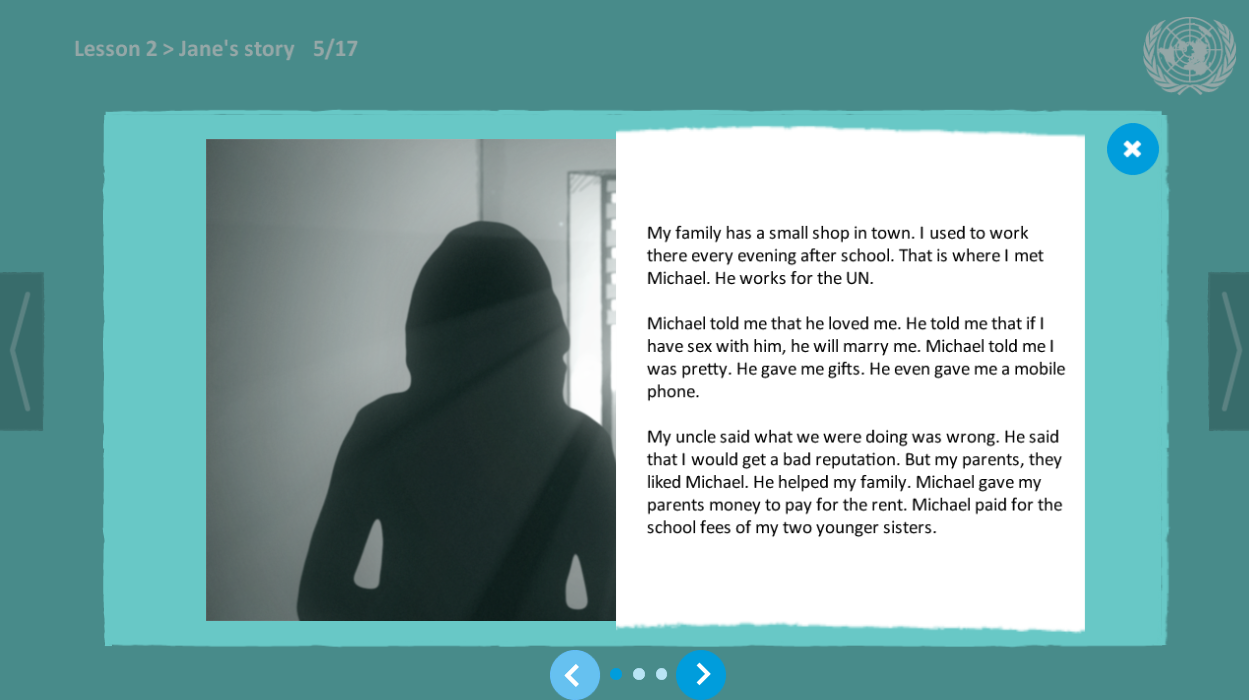 Lesson 2 > Jane's story 5/17
My family has a small shop in town. I used to work
there every evening after school. That is where I met
Michael. He works for the UN.
Michael told me that he loved me. He told me that if I
have sex with him, he will marry me. Michael told me I
was pretty. He gave me gifts. He even gave me a mobile
phone.
My uncle said what we were doing was wrong. He said
that I would get a bad reputation. But my parents, they
liked Michael. He helped my family. Michael gave my
parents money to pay for the rent. Michael paid for the
school fees of my two younger sisters.